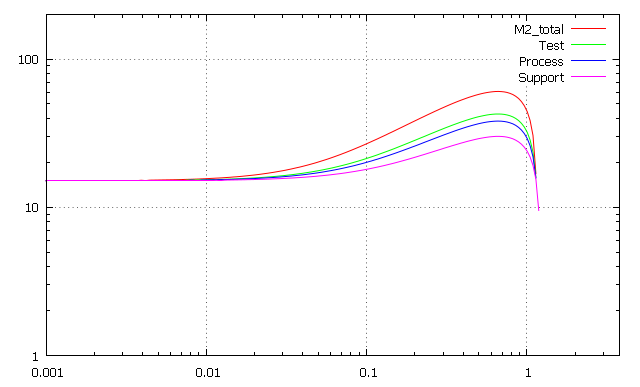 100
10
1
0.001
0.01
0.1
1
M2_total
Test
Process
Support